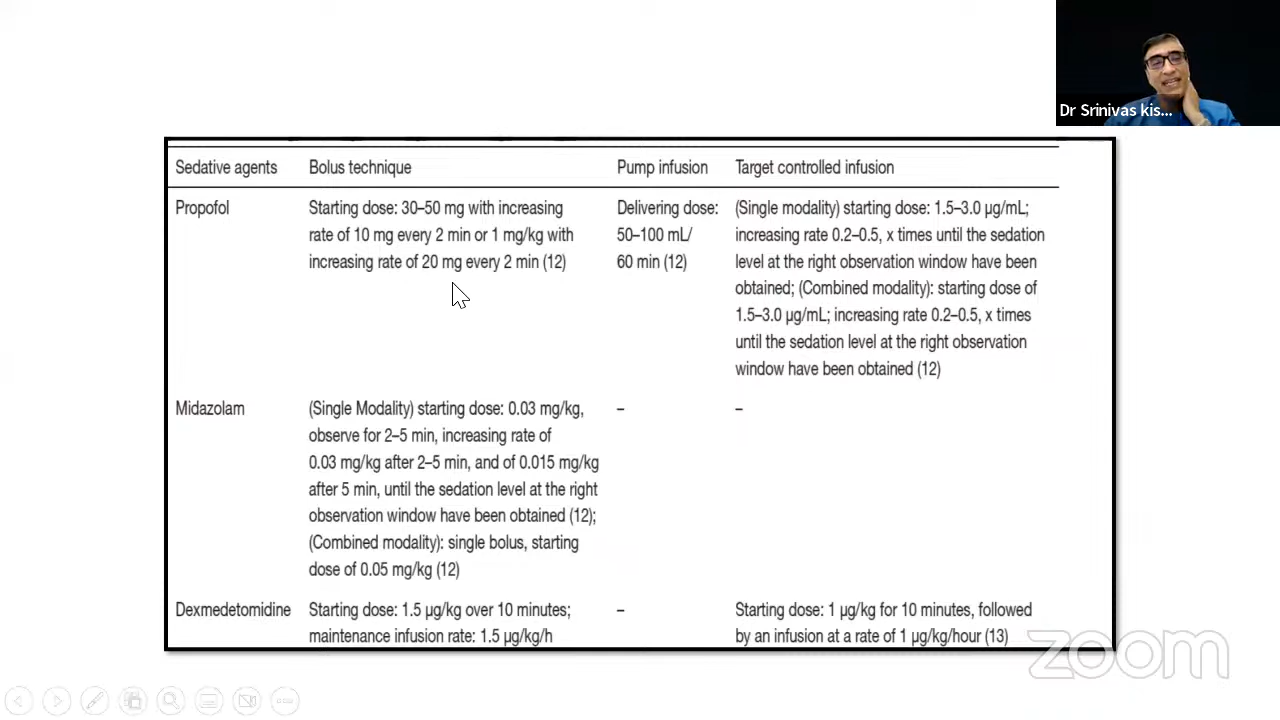 Dr Srinivas kis...
Sedative agents Bolus technique Pump infusion Target controlled infusion
Propofol
Starting dose: 30–50 mg with increasing
rate of 10 mg every 2 min or 1 mg/kg with
increasing rate of 20 mg every 2 min (12)
Delivering dose:
50–100 mL/
60 min (12)
(Single modality) starting dose: 1.5–3.0 µg/mL;
increasing rate 0.2–0.5, x times until the sedation
level at the right observation window have been
obtained; (Combined modality): starting dose of
1.5–3.0 µg/mL; increasing rate 0.2–0.5, x times
until the sedation level at the right observation
window have been obtained (12)
Midazolam
(Single Modality) starting dose: 0.03 mg/kg,
observe for 2–5 min, increasing rate of
0.03 mg/kg after 2–5 min, and of 0.015 mg/kg
after 5 min, until the sedation level at the right
observation window have been obtained (12);
(Combined modality): single bolus, starting
dose of 0.05 mg/kg (12)
–
–
Dexmedetomidine
Starting dose: 1.5 µg/kg over 10 minutes;
maintenance infusion rate: 1.5 µg/kg/h
–
Starting dose: 1 µg/kg for 10 minutes, followed
by an infusion at a rate of 1 µg/kg/hour (13)
zoom